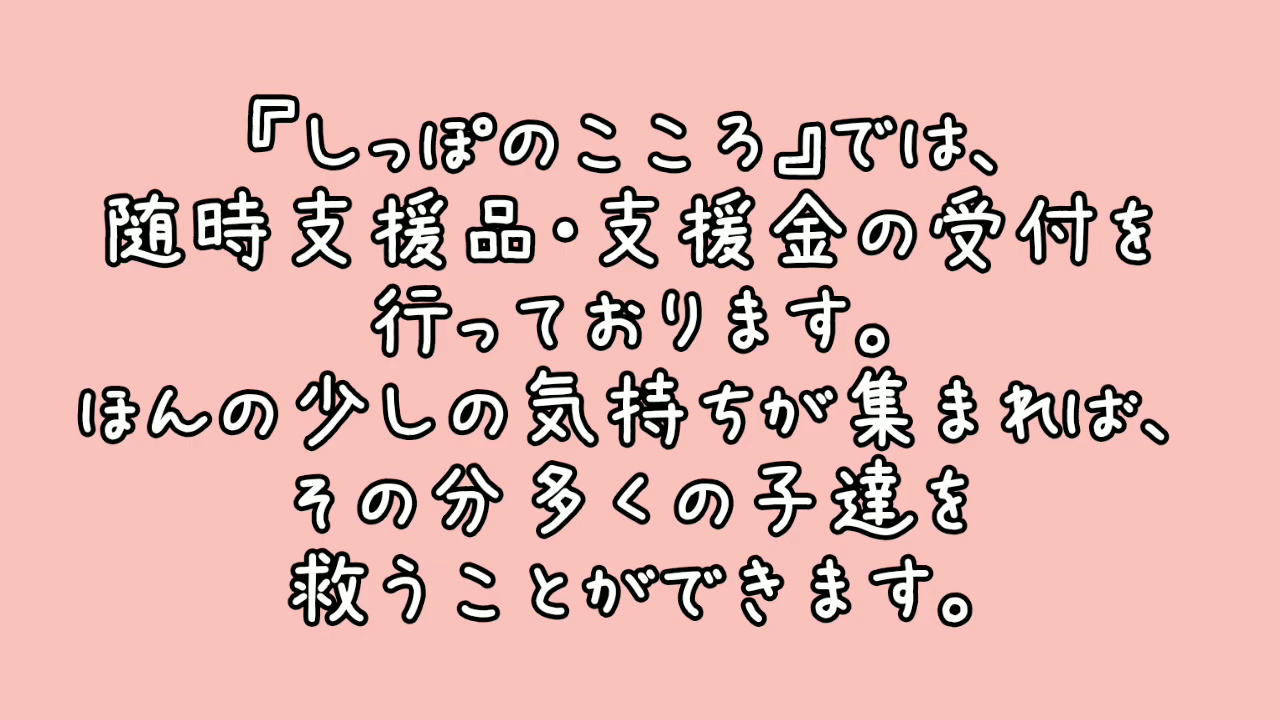 『しっぽのこころ』では、
随時支援品・支援金の受付を
行っております。
ほんの少しの気持ちが集まれば、
その分多くの子達を
救うことができます。